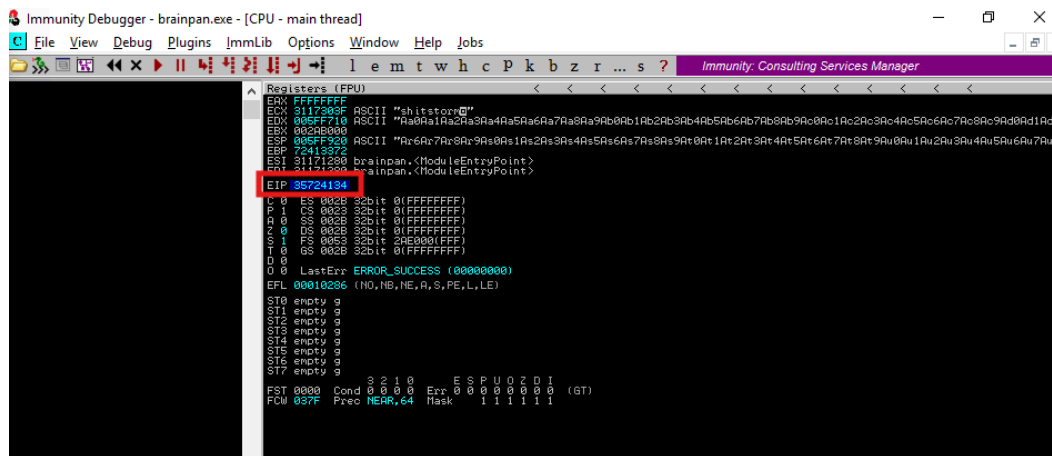 Immunity Debugger - brainpan.exe - [CPU - main thread]
C File View Debug Plugins ImmLib Options Window Help Jobs
l e m t w h c P k b z r ... s ? Immunity: Consulting Services Manager
Registers (FPU) < < < < < < < < < < < < < <
EAX FFFFFFFF
ECX 3117303F ASCII "shitstorm"
EDX 005FF710 ASCII "Aa0Aa1Aa2Aa3Aa4Aa5Aa6Aa7Aa8Aa9Ab0Ab1Ab2Ab3Ab4Ab5Ab6Ab7Ab8Ab9Ac0Ac1Ac2Ac3Ac4Ac5Ac6Ac7Ac8Ac9Ad0Ad1Ad
EBX 002AB000
ESP 005FF920 ASCII "Ar6Ar7Ar8Ar9As0As1As2As3As4As5As6As7As8As9At0At1At2At3At4At5At6At7At8At9Au0Au1Au2Au3Au4Au5Au6Au7Au
EBP 72413372
ESI 31171280 brainpan.<ModuleEntryPoint>
EDI 31171280 brainpan.<ModuleEntryPoint>
EIP 35724134
C 0 ES 002B 32bit 0(FFFFFFFF)
P 1 CS 0023 32bit 0(FFFFFFFF)
A 0 SS 002B 32bit 0(FFFFFFFF)
Z 0 DS 002B 32bit 0(FFFFFFFF)
S 1 FS 0053 32bit 2AE000(FFF)
T 0 GS 002B 32bit 0(FFFFFFFF)
D 0
O 0 LastErr ERROR_SUCCESS (00000000)
EFL 00010286 (NO,NB,NE,A,S,PE,L,LE)
ST0 empty g
ST1 empty g
ST2 empty g
ST3 empty g
ST4 empty g
ST5 empty g
ST6 empty g
ST7 empty g
3 2 1 0 E S P U O Z D I
FST 0000 Cond 0 0 0 0 Err 0 0 0 0 0 0 0 0 (GT)
FCW 037F Prec NEAR,64 Mask 1 1 1 1 1 1